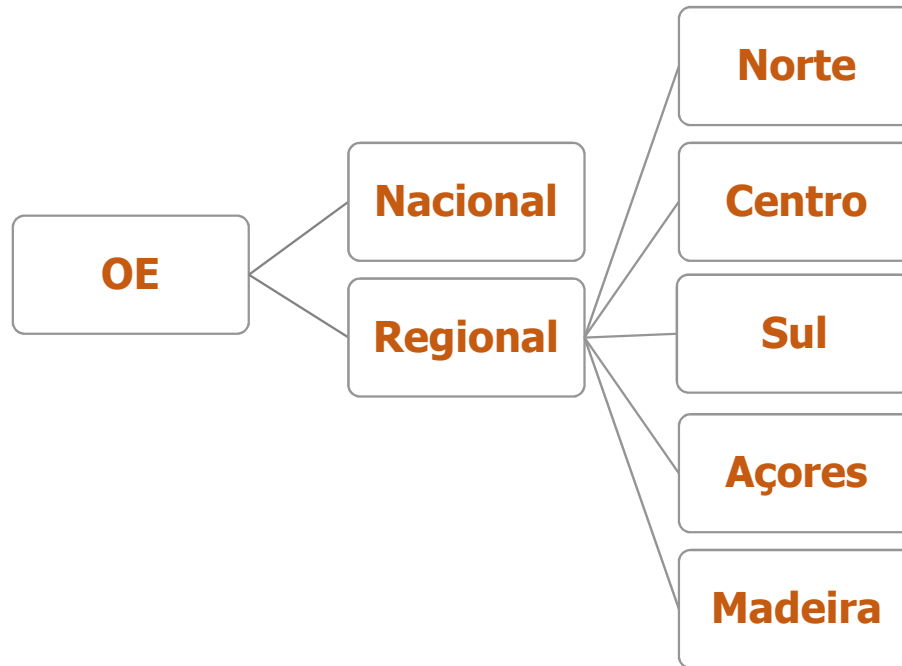 OE
Nacional
Regional
Norte
Centro
Sul
Açores
Madeira